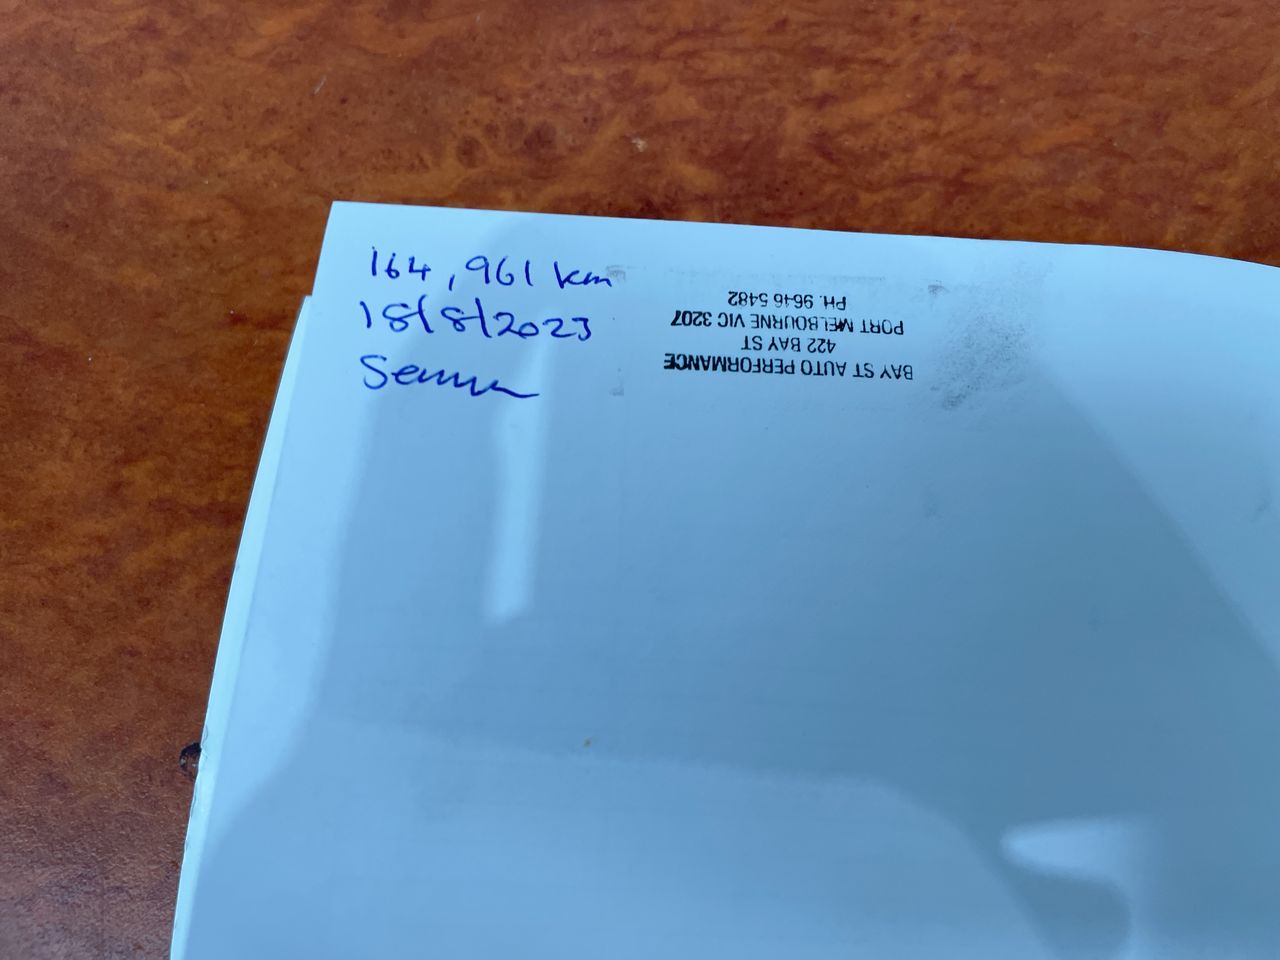 164,961 km
18/8/2023
BAY ST AUTO PERFORMANCE
422 BAY ST
PORT MELBOURNE VIC 3207
PH. 9646 5482